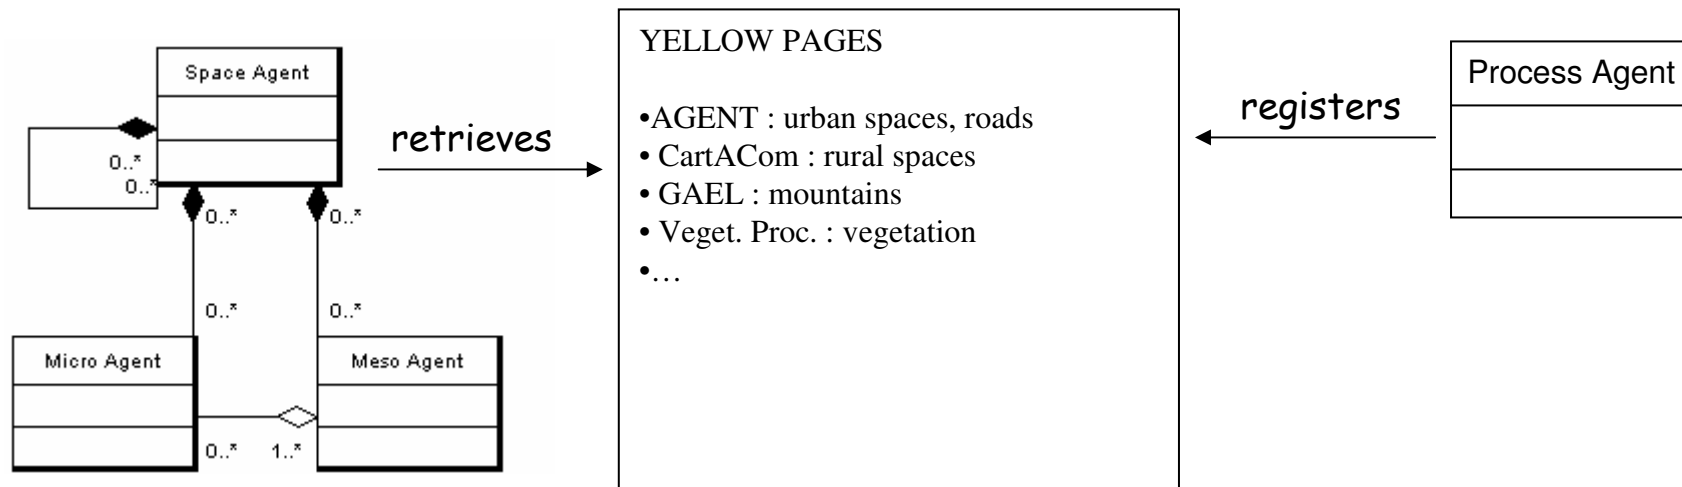 Space Agent
0..*
0..*
0..*
0..*
0..*
0..*
Micro Agent
Meso Agent
0..*
1..*
retrieves
YELLOW PAGES
•AGENT : urban spaces, roads
• CartACom : rural spaces
• GAEL : mountains
• Veget. Proc. : vegetation
•…
registers
Process Agent